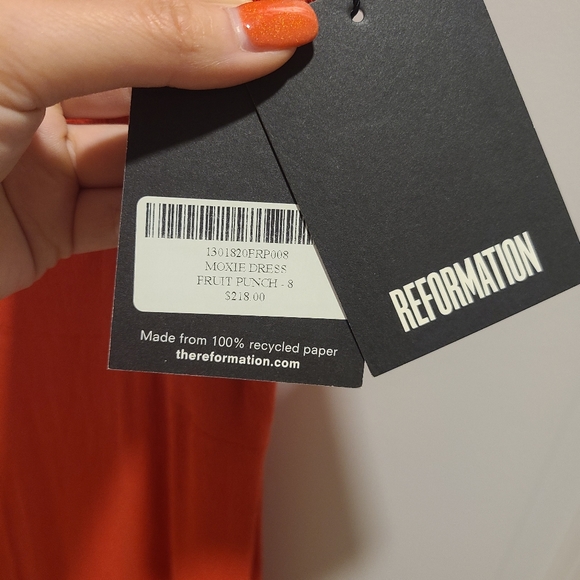 1301820FRP008
MOXIE DRESS
FRUIT PUNCH - 8
$218.00
Made from 100% recycled paper
thereformation.com
REFORMATION